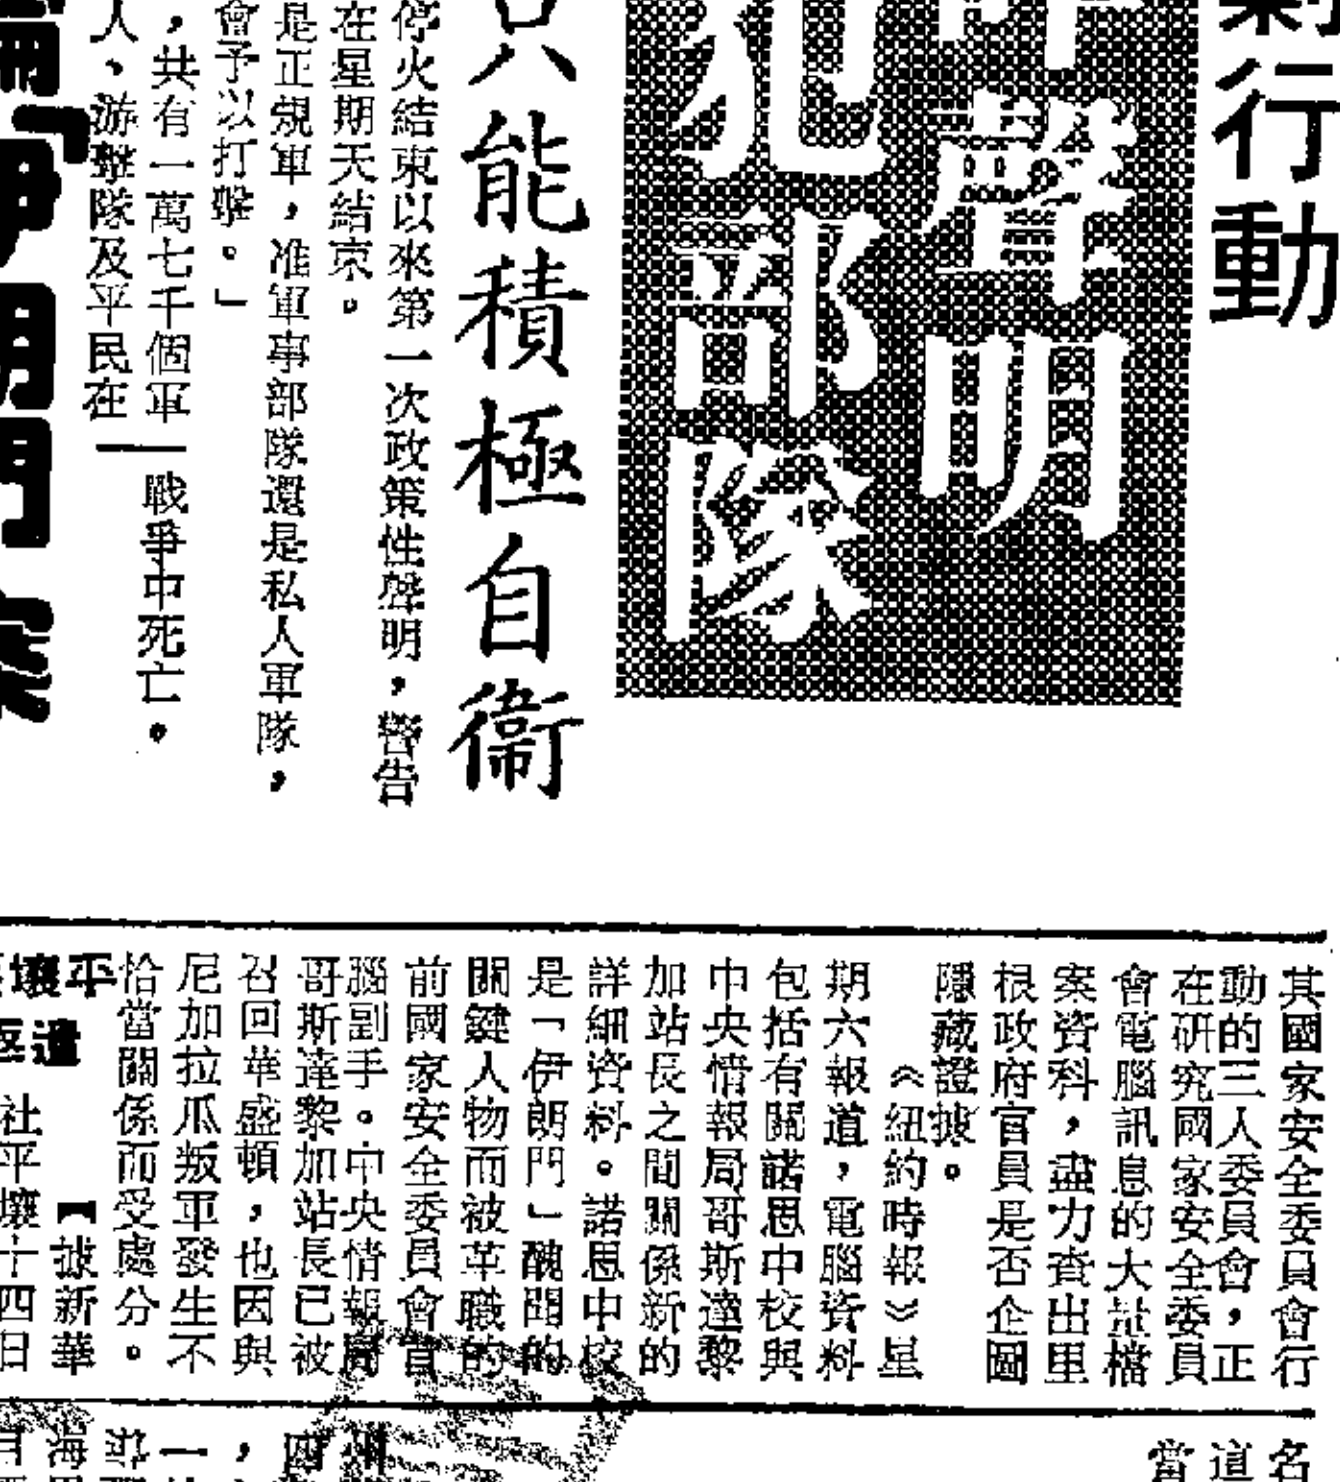 行動
聲明
犯部隊
只能積極自衞
停火結束以來第一次政策性聲明，警告
在星期天結束。
是正規軍，准軍事部隊還是私人軍隊，
會予以打擊。」
，共有一萬七千個軍
人、游擊隊及平民在
戰爭中死亡。
其國家安全委員會行
動的三人委員會，正
在研究國家安全委員
會電腦訊息的大量檔
案資料，盡力查出里
根政府官員是否企圖
隱藏證據。
《紐約時報》星
期六報道，電腦資料
包括有關諾思中校與
中央情報局哥斯達黎
加站長之間關係新的
詳細資料。諾思中校
是「伊朗門」醜聞的
關鍵人物而被革職的
前國家安全委員會首
腦副手。中央情報局
哥斯達黎加站長已被
召回華盛頓，也因與
尼加拉瓜叛軍發生不
恰當關係而受處分。
平壤
遣返
【據新華
社平壤十四日
名
道
當